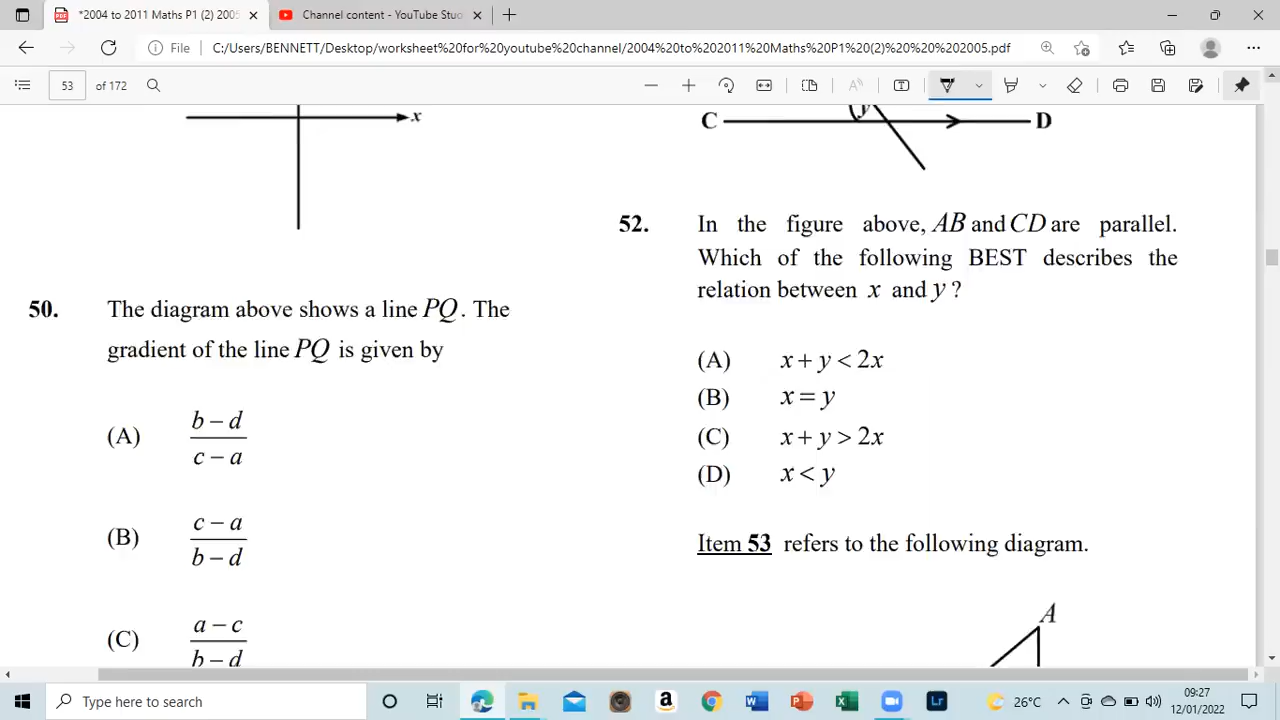 *2004 to 2011 Maths P1 (2) 2005
Channel content - YouTube Stuo
File
C:/Users/BENNETT/Desktop/worksheet%20for%20youtube%20channel/2004%20to%202011%20Maths%20P1%20(2)%20%20%202005.pdf
53 of 172
x
50. The diagram above shows a line PQ. The
gradient of the line PQ is given by
(A) b – d
c – a
(B) c – a
b – d
(C) a – c
b – d
y
C D
52. In the figure above, AB and CD are parallel.
Which of the following BEST describes the
relation between x and y ?
(A) x + y < 2x
(B) x = y
(C) x + y > 2x
(D) x < y
Item 53 refers to the following diagram.
A
Type here to search
a
W
P
X
Lr
26°C
09:27
12/01/2022